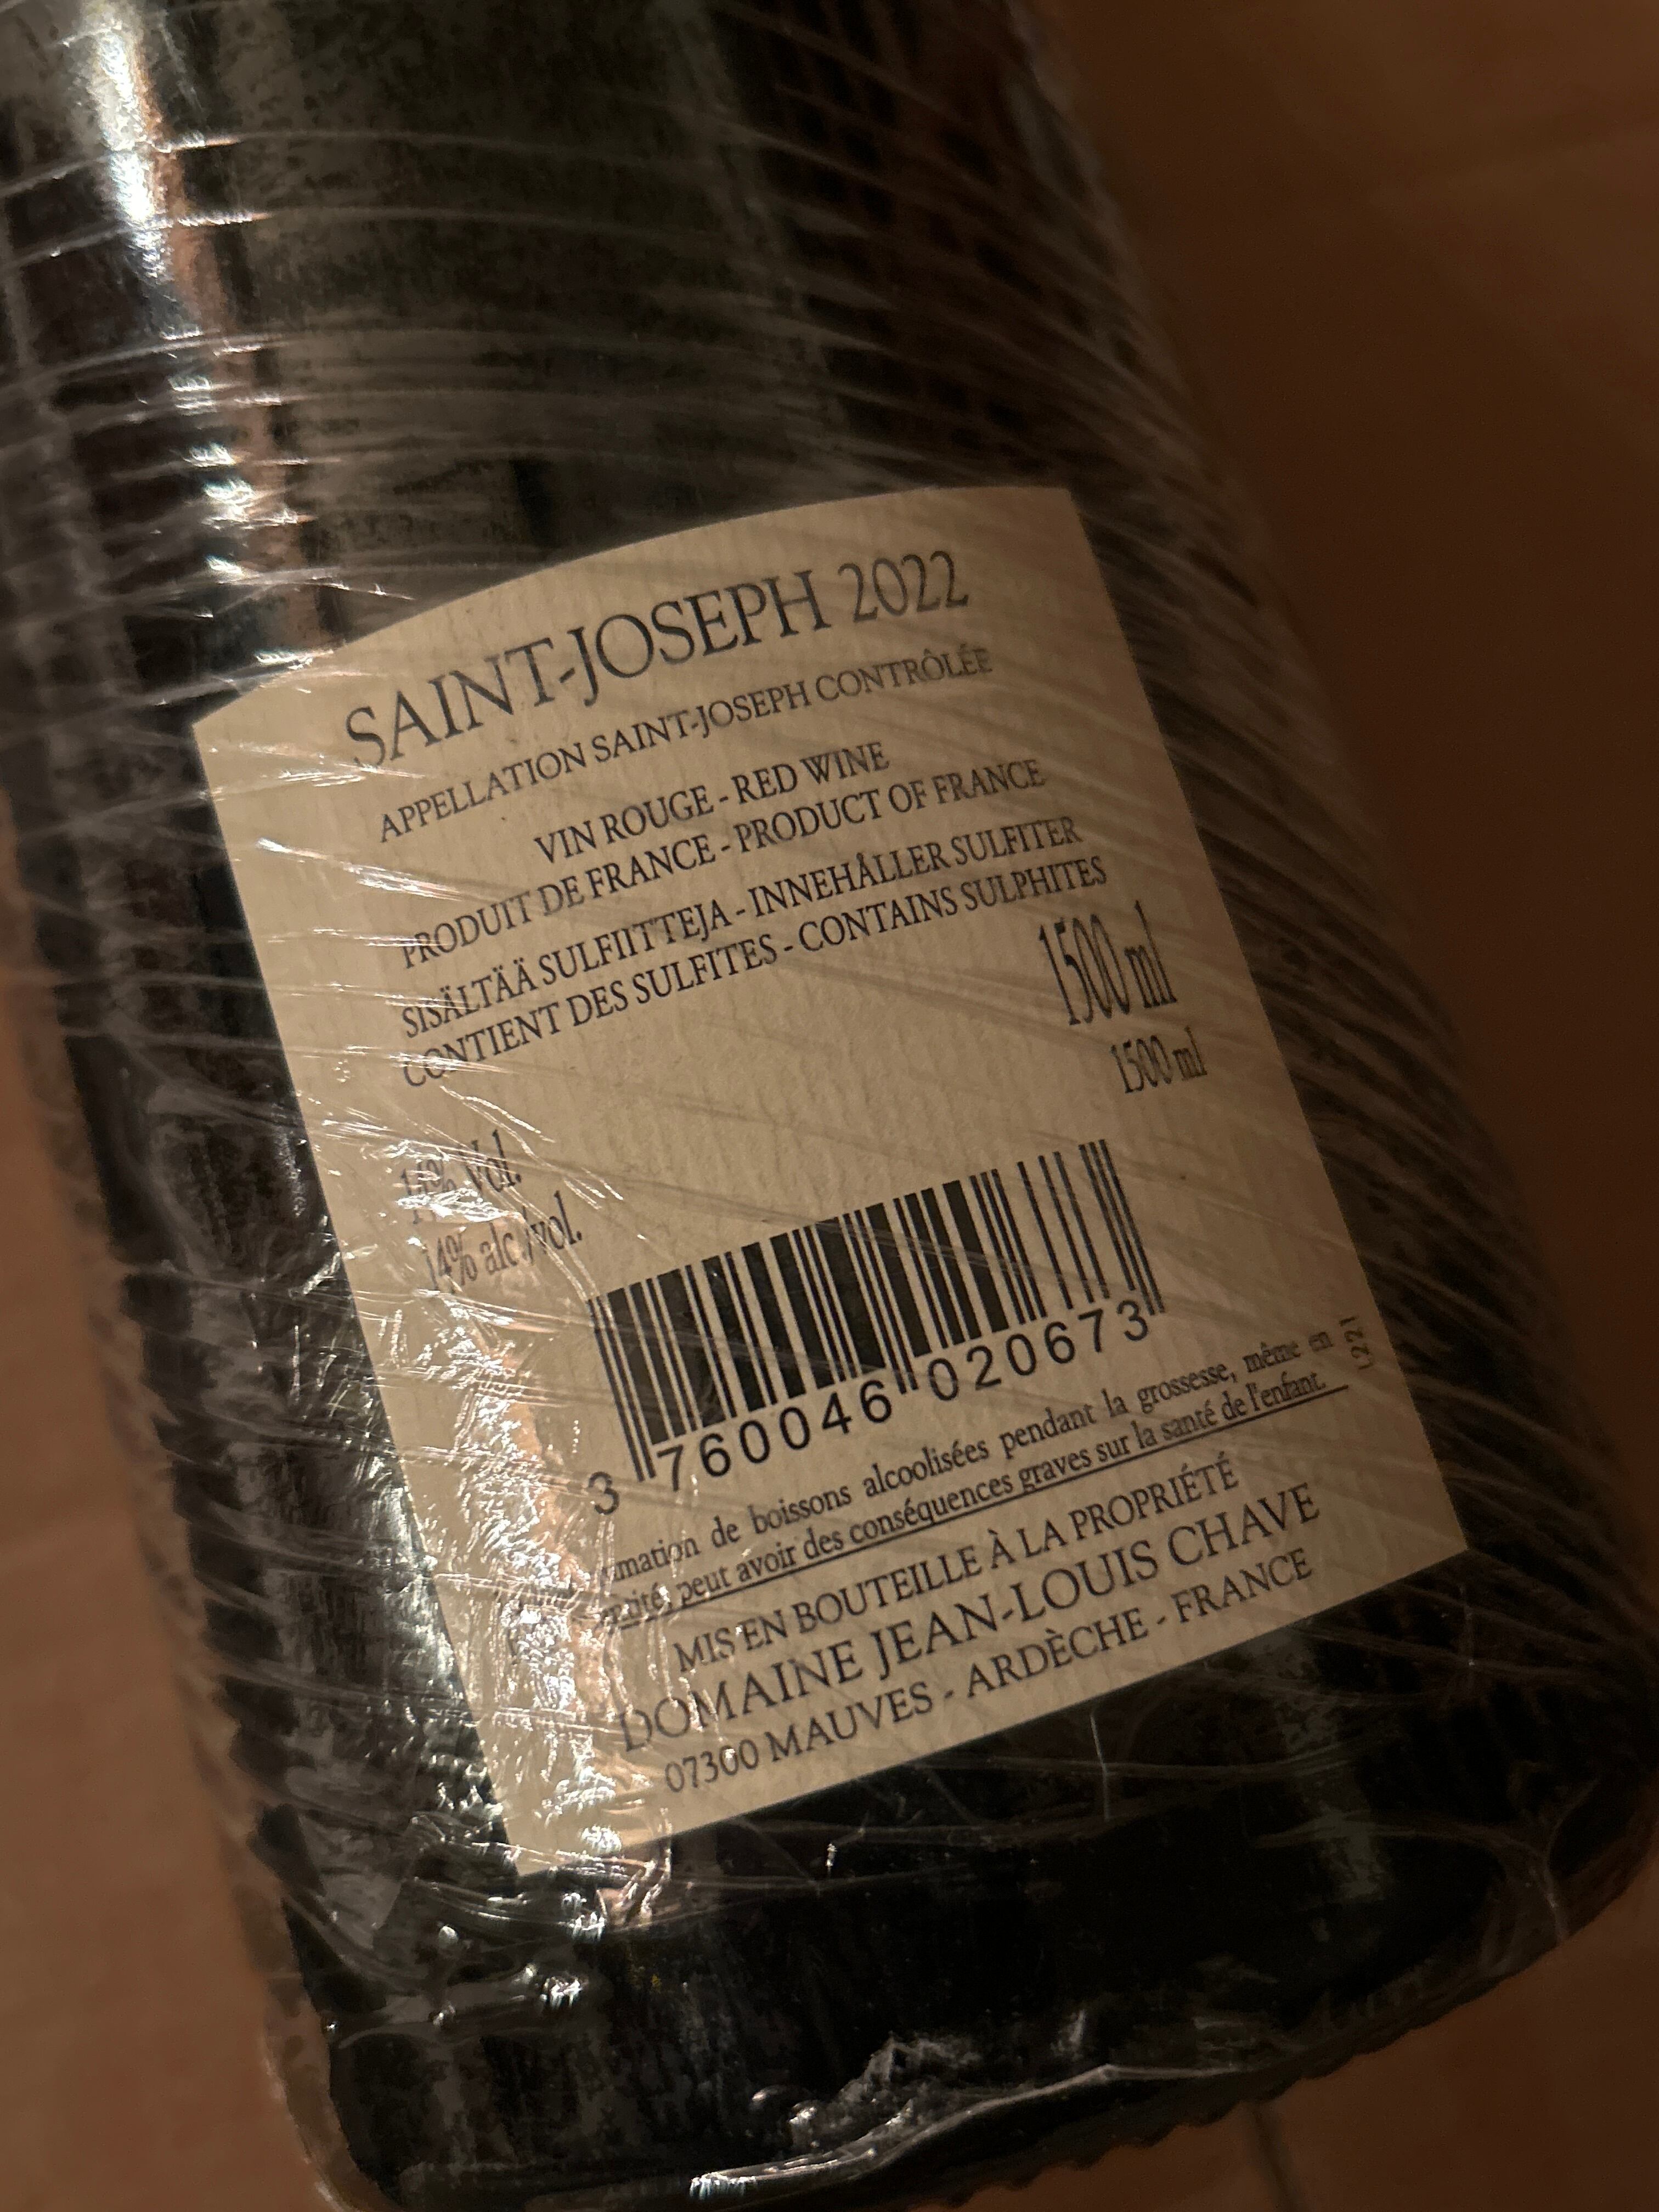 SAINT-JOSEPH 2022
APPELLATION SAINT-JOSEPH CONTRÔLÉE
VIN ROUGE - RED WINE
PRODUIT DE FRANCE - PRODUCT OF FRANCE
SISÄLTÄÄ SULFIITTEJA - INNEHÅLLER SULFITER
CONTIENT DES SULFITES - CONTAINS SULPHITES
1500 ml
1500 ml
14% Vol.
14% alc./vol.
3 760046 020673
de boissons alcoolisées pendant la grossesse, même en
peut avoir des conséquences graves sur la santé de l'enfant.
MIS EN BOUTEILLE À LA PROPRIÉTÉ
DOMAINE JEAN-LOUIS CHAVE
07300 MAUVES - ARDÈCHE - FRANCE